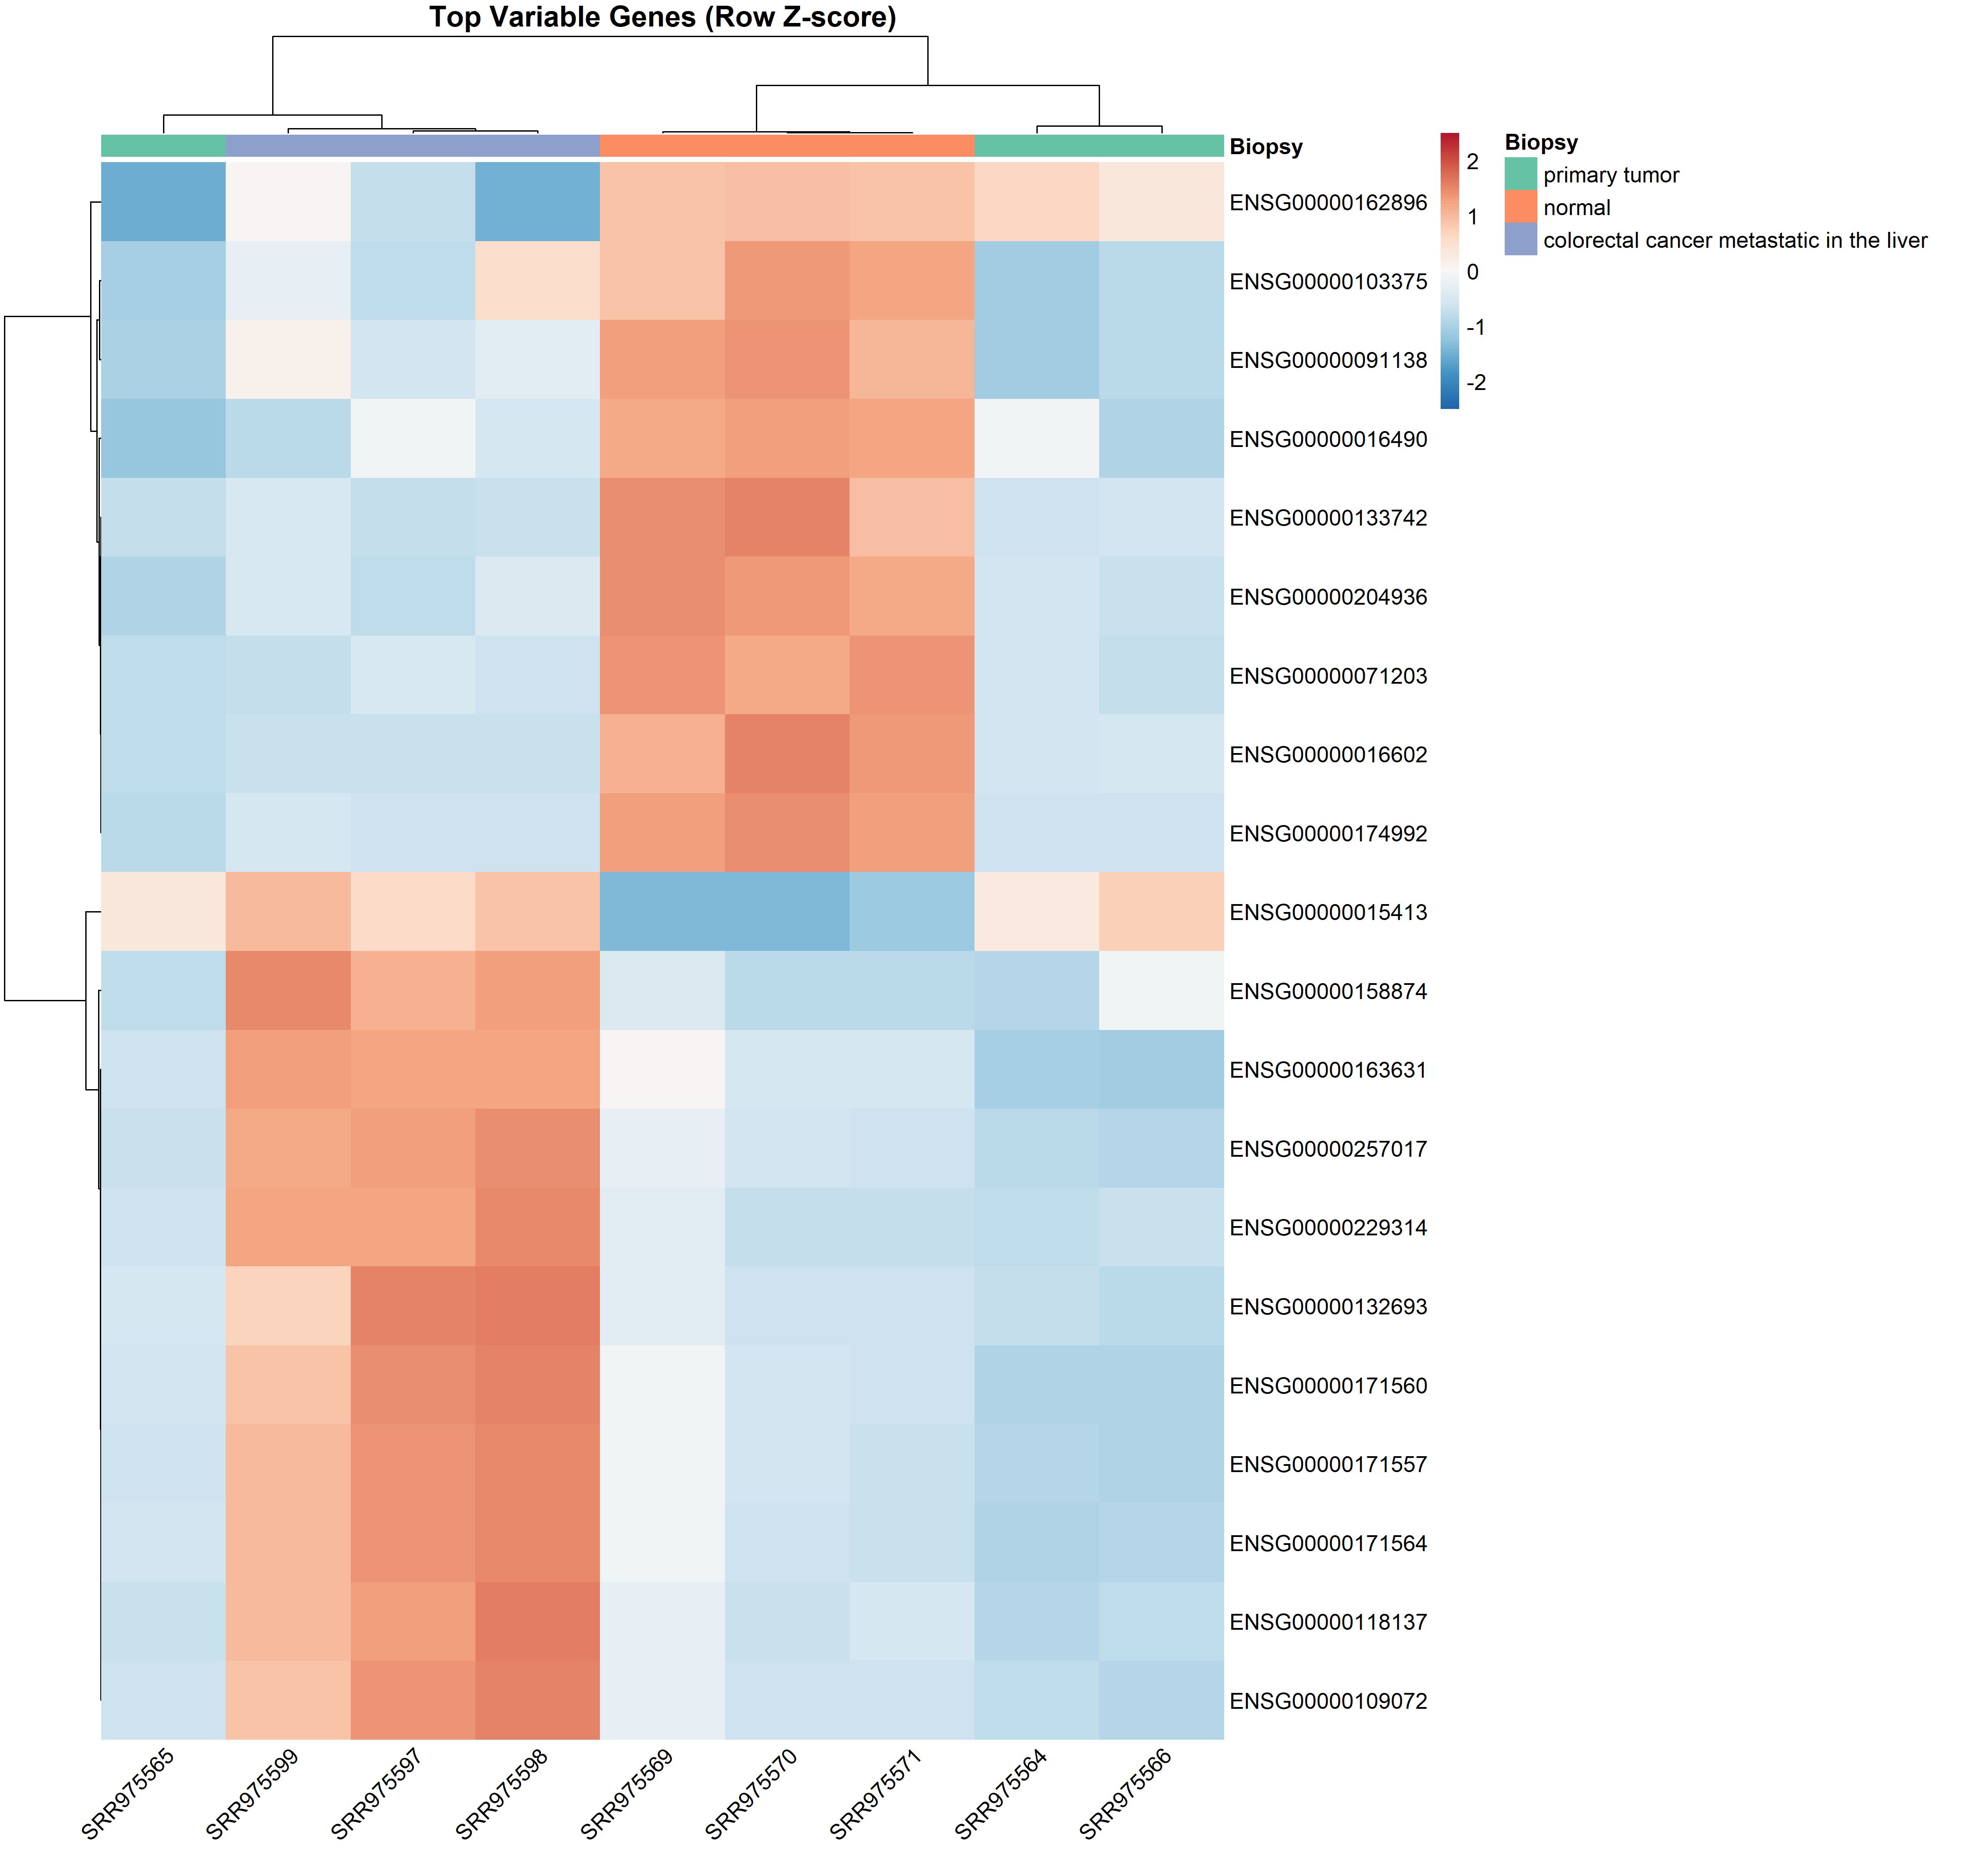 Top Variable Genes (Row Z-score)
Biopsy
2
1
0
-1
-2
Biopsy
primary tumor
normal
colorectal cancer metastatic in the liver
ENSG00000162896
ENSG00000103375
ENSG00000091138
ENSG00000016490
ENSG00000133742
ENSG00000204936
ENSG00000071203
ENSG00000016602
ENSG00000174992
ENSG00000015413
ENSG00000158874
ENSG00000163631
ENSG00000257017
ENSG00000229314
ENSG00000132693
ENSG00000171560
ENSG00000171557
ENSG00000171564
ENSG00000118137
ENSG00000109072
SRR975565
SRR975599
SRR975597
SRR975598
SRR975569
SRR975570
SRR975571
SRR975564
SRR975566